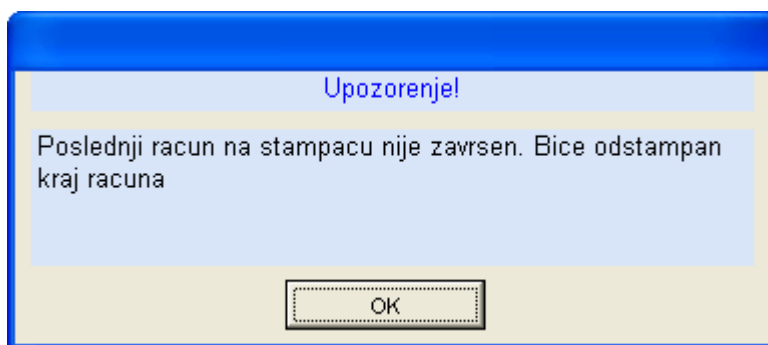 Upozorenje!
Poslednji racun na stampacu nije zavrsen. Bice odstampan
kraj racuna
OK